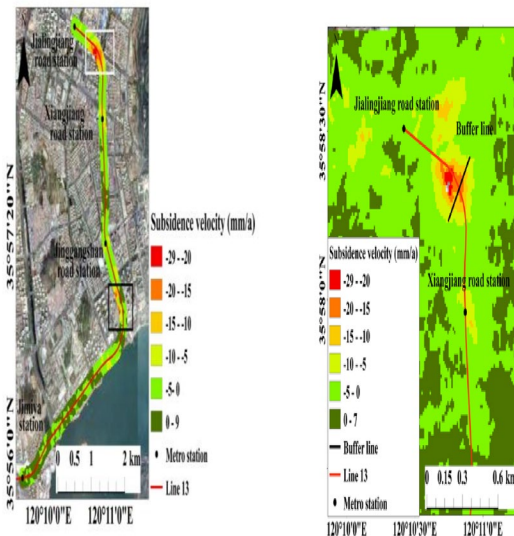 Jialingjiang
road station
Xiangjiang
road station
Jinggangshan
road station
Jimiya
station
35°57'20"N
35°56'0"N
Subsidence velocity (mm/a)
-29 - -20
-20 - -15
-15 - -10
-10 - -5
-5 - 0
0 - 9
Metro station
Line 13
0 0.5 1 2 km
120°10'0"E 120°11'0"E
Jialingjiang road station
Buffer line
Xiangjiang road station
35°58'30"N
35°58'0"N
Subsidence velocity (mm/a)
-29 - -20
-20 - -15
-15 - -10
-10 - -5
-5 - 0
0 - 7
Buffer line
Line 13
Metro station
0 0.15 0.3 0.6 km
120°10'0"E 120°10'30"E 120°11'0"E